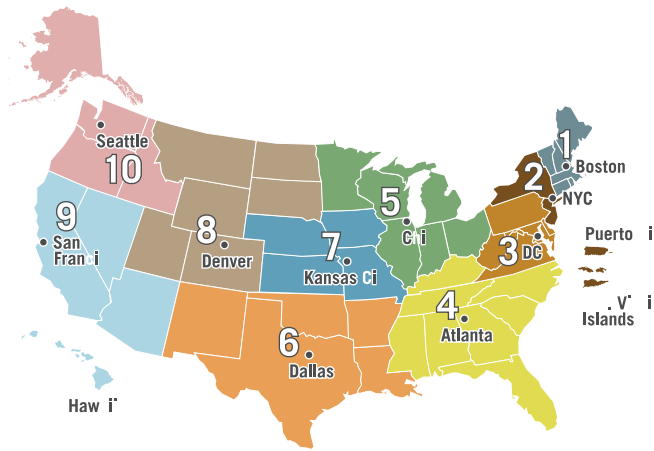 1
Boston
2
NYC
Seattle
10
5
9
8
7
3
DC
Puerto
San
Denver
Kansas
4
Islands
Atlanta
6
Dallas